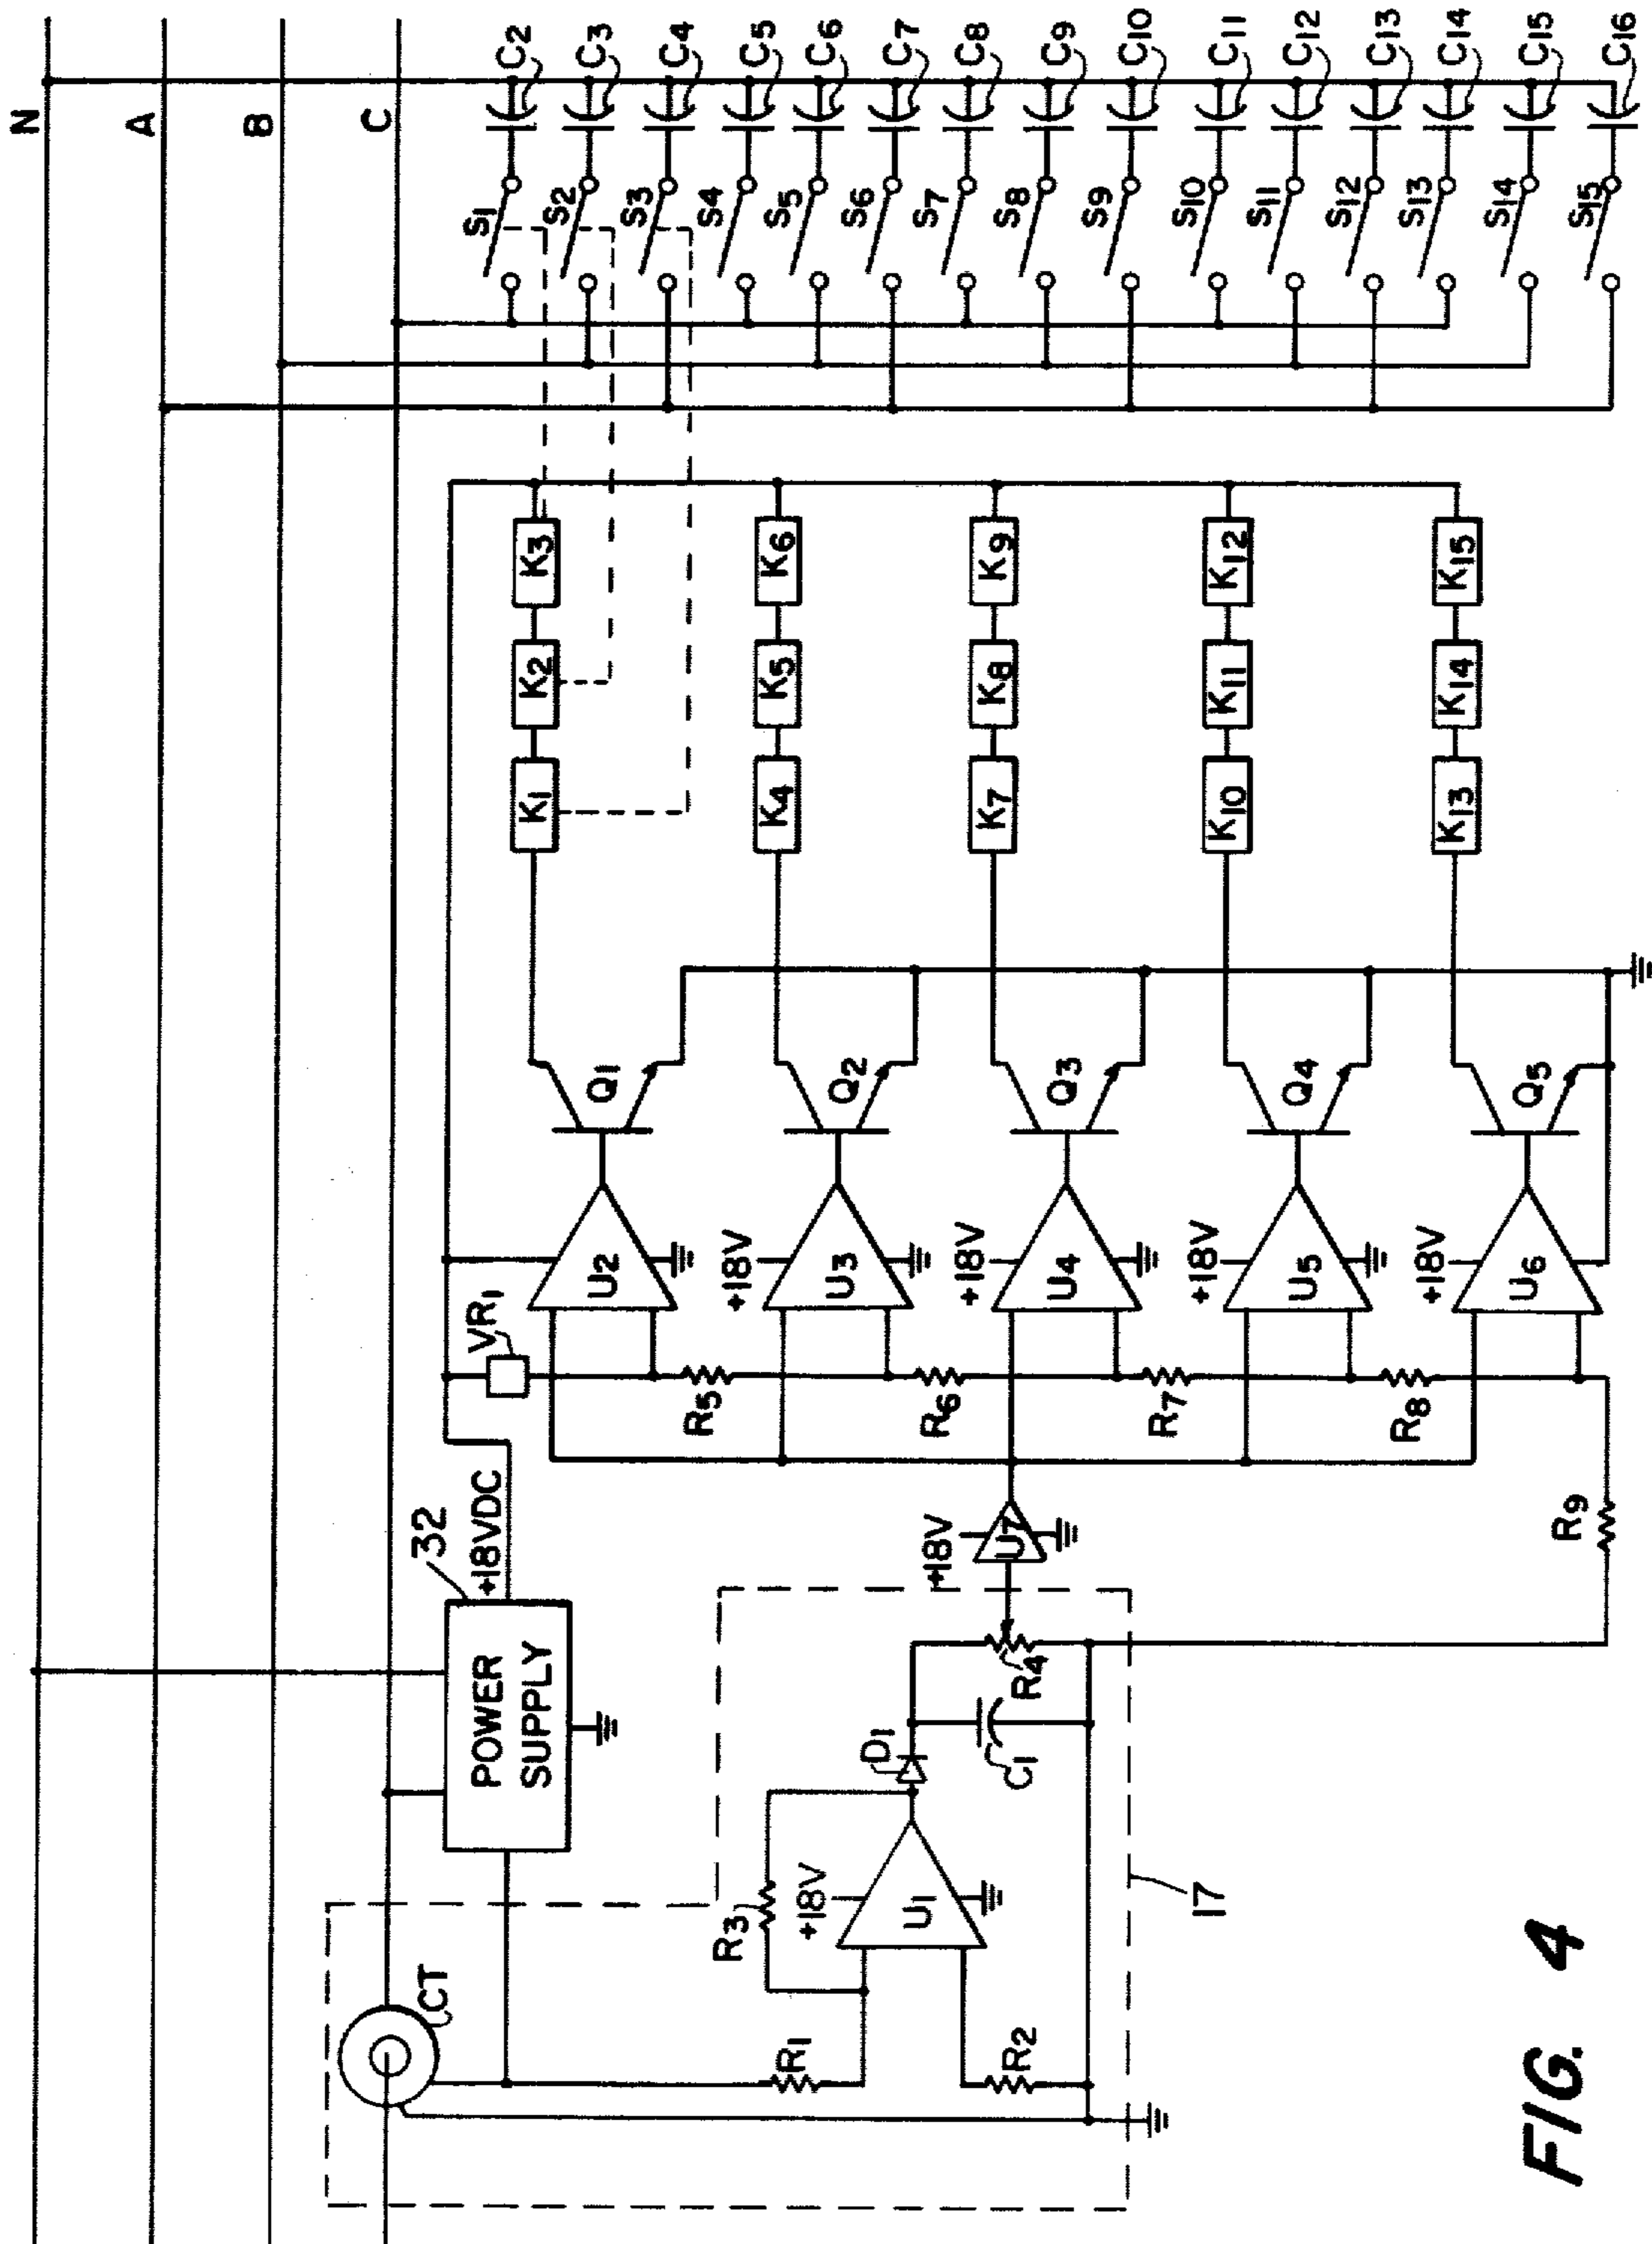 N
A
B
C
CT
32
POWER
SUPPLY
+18VDC
VR1
R1
R2
R3
+18V
U1
D1
C1
R4
17
+18V
U7
R5
R6
R7
R8
R9
U2
+18V
U3
+18V
U4
+18V
U5
+18V
U6
Q1
Q2
Q3
Q4
Q5
K1
K2
K3
K4
K5
K6
K7
K8
K9
K10
K11
K12
K13
K14
K15
S1
S2
S3
S4
S5
S6
S7
S8
S9
S10
S11
S12
S13
S14
S15
C2
C3
C4
C5
C6
C7
C8
C9
C10
C11
C12
C13
C14
C15
C16
FIG. 4